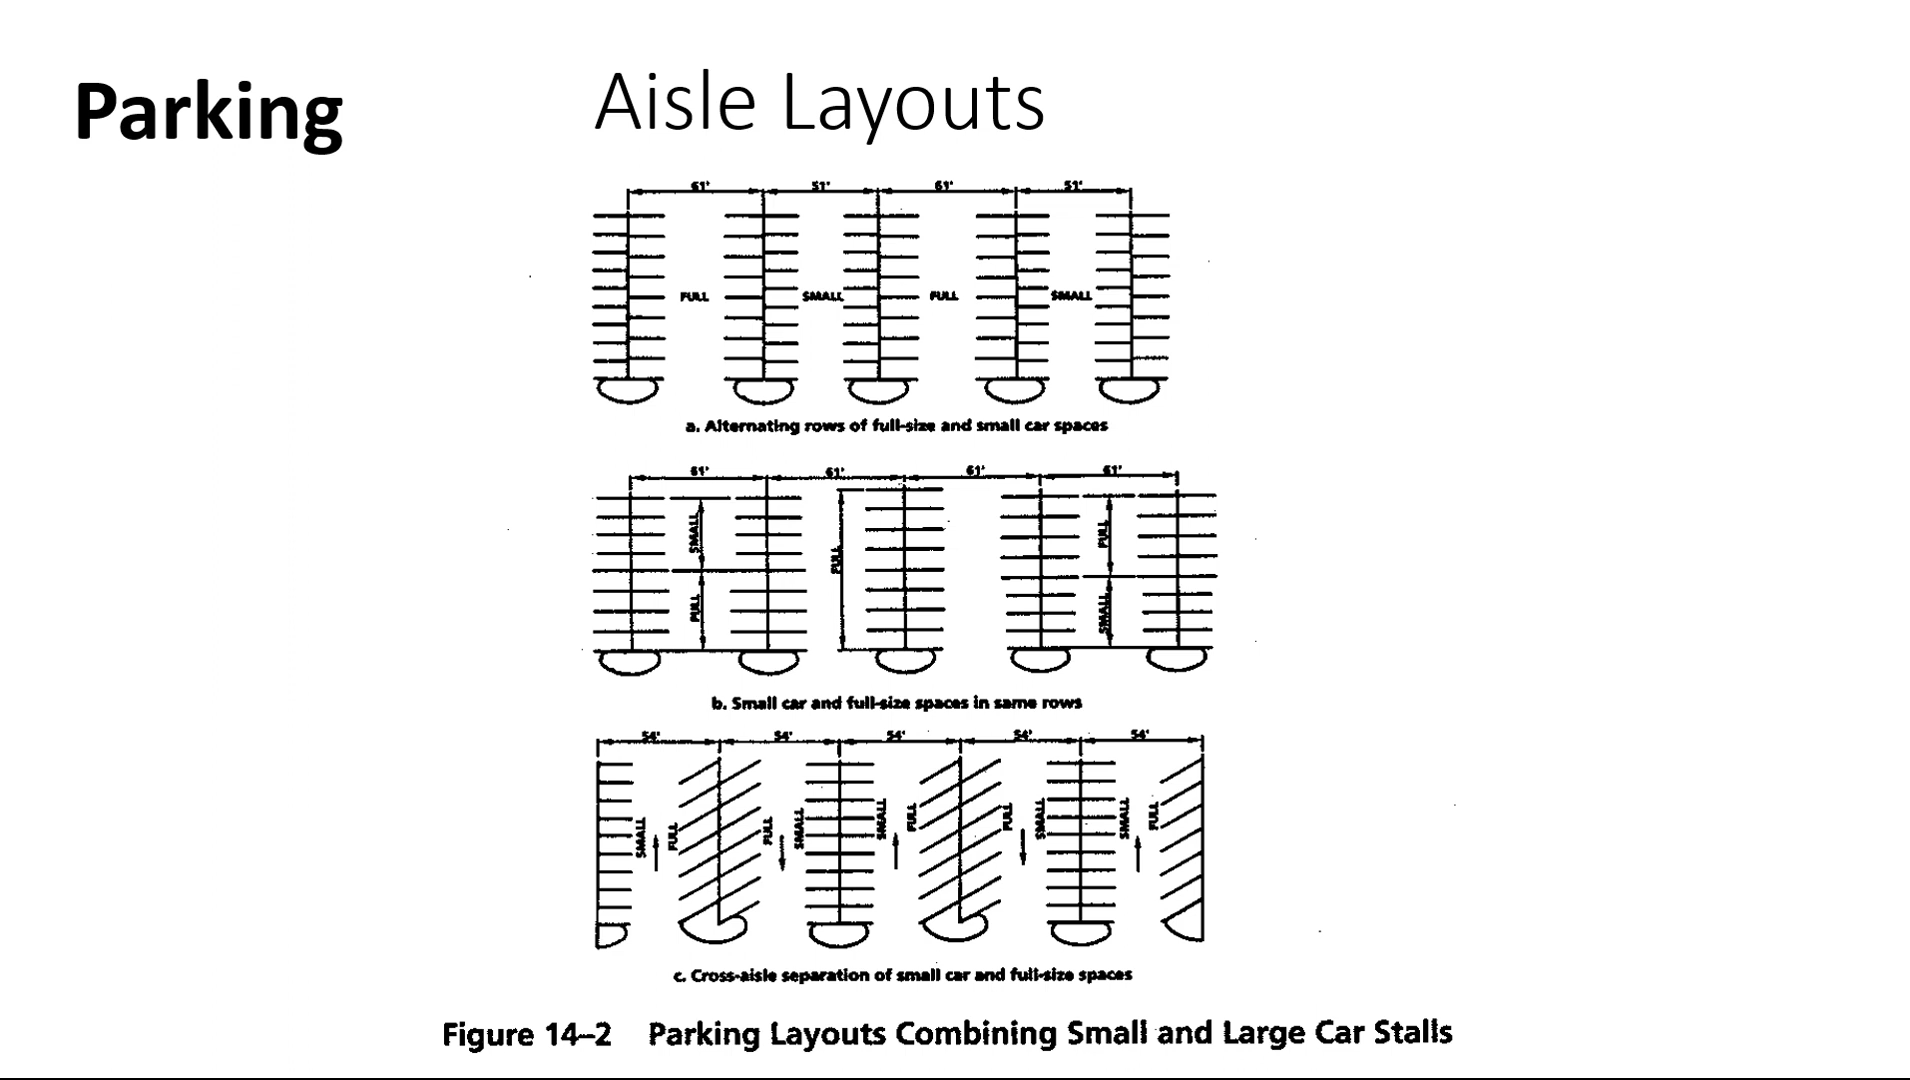 Parking
Aisle Layouts
61' 51' 61' 51'
FULL SMALL FULL SMALL
a. Alternating rows of full-size and small car spaces
61' 61' 61' 61'
SMALL FULL FULL FULL SMALL
b. Small car and full-size spaces in same rows
54' 54' 54' 54' 54'
SMALL FULL FULL SMALL SMALL FULL FULL SMALL SMALL FULL
c. Cross-aisle separation of small car and full-size spaces
Figure 14–2 Parking Layouts Combining Small and Large Car Stalls